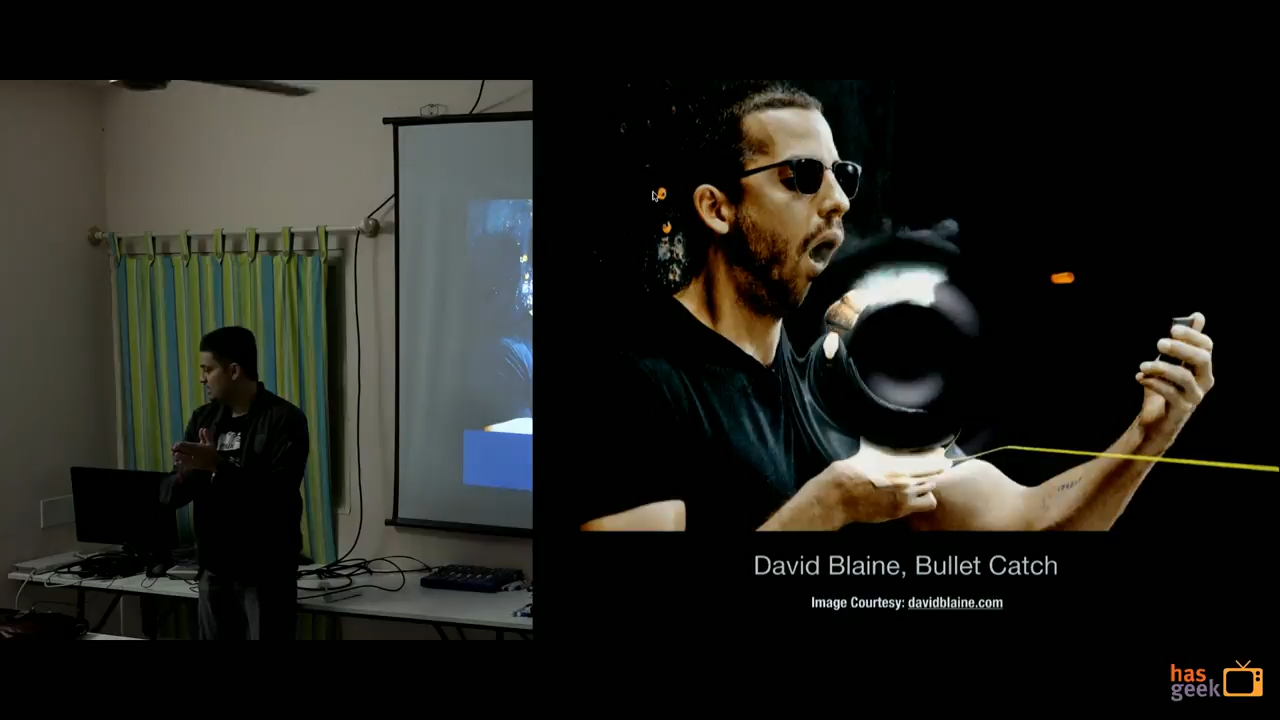 David Blaine, Bullet Catch
Image Courtesy: davidblaine.com
has
geek